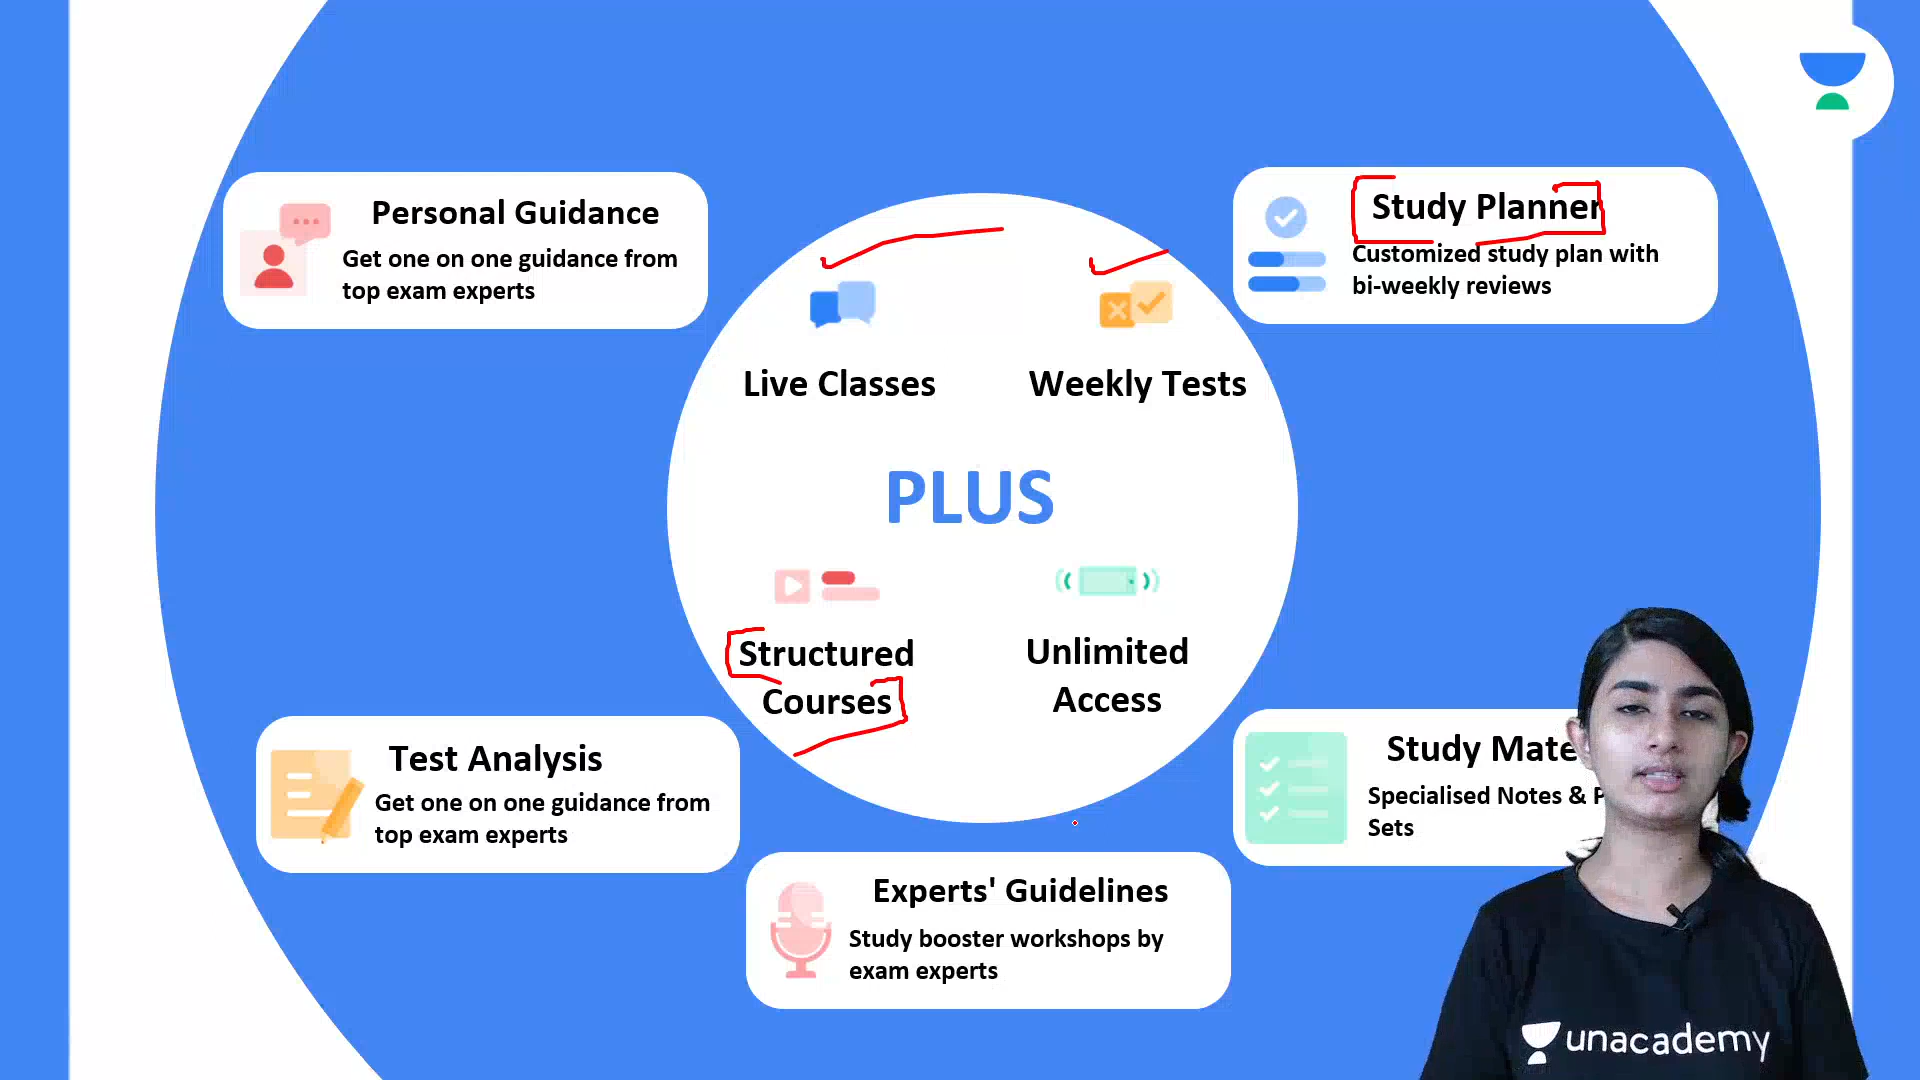 Personal Guidance
Get one on one guidance from
top exam experts
Study Planner
Customized study plan with
bi-weekly reviews
Live Classes
Weekly Tests
PLUS
Structured
Courses
Unlimited
Access
Test Analysis
Get one on one guidance from
top exam experts
Study
Specialised Notes &
Sets
Experts' Guidelines
Study booster workshops by
exam experts
unacademy